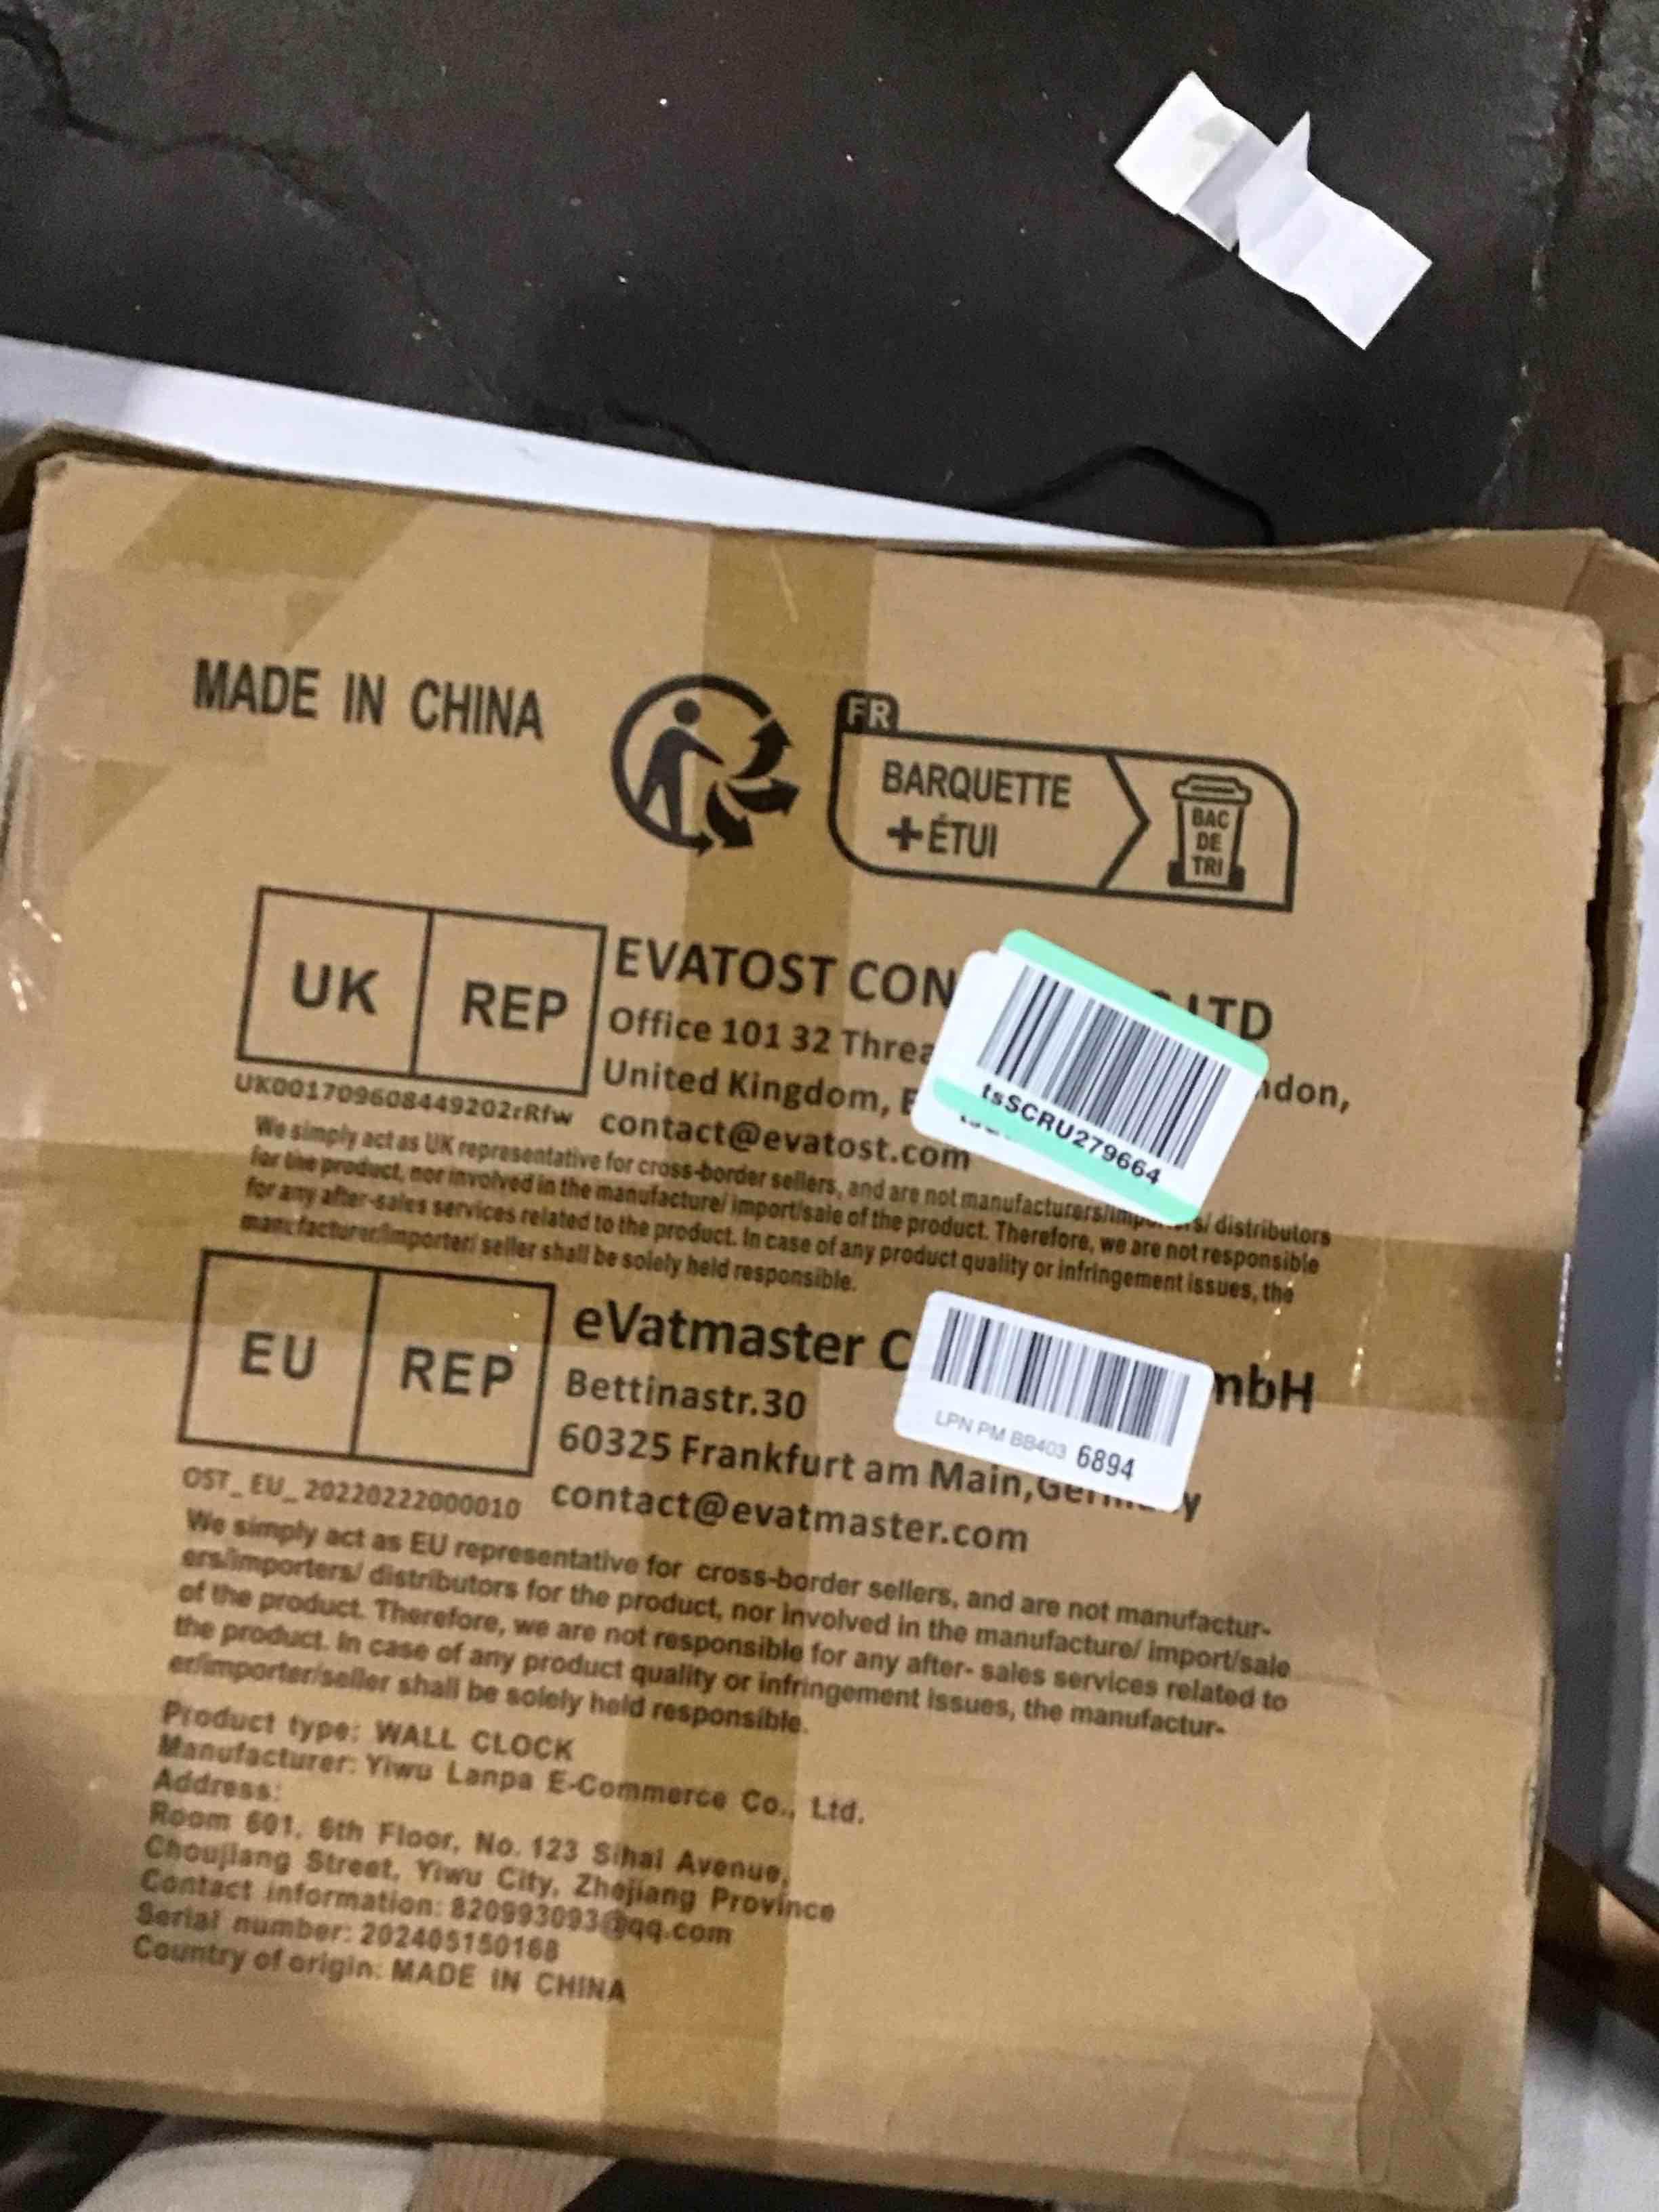 MADE IN CHINA
FR
BARQUETTE
+ÉTUI
BAC
DE
TRI
UK REP
EVATOST CON LTD
Office 101 32
United Kingdom,
contact@evatost.com
UK001709608449202rRfw
tsSCRU279664
We simply act as UK representative for cross-border sellers, and are not manufacturers/importers/ distributors
for the product, nor involved in the manufacture/ import/sale of the product. Therefore, we are not responsible
for any after-sales services related to the product. In case of any product quality or infringement issues, the
manufacturer/importer/ seller shall be solely held responsible.
EU REP
eVatmaster C mbH
Bettinastr.30
60325 Frankfurt am Main,Germany
contact@evatmaster.com
OST_EU_20220222000010
LPN PM BB403 6894
We simply act as EU representative for cross-border sellers, and are not manufactur-
ers/importers/ distributors for the product, nor involved in the manufacture/ import/sale
of the product. Therefore, we are not responsible for any after- sales services related to
the product. In case of any product quality or infringement issues, the manufactur-
er/importer/seller shall be solely held responsible.
Product type: WALL CLOCK
Manufacturer: Yiwu Lanpa E-Commerce Co., Ltd.
Address:
Room 601, 6th Floor, No. 123 Sihai Avenue,
Choujiang Street, Yiwu City, Zhejiang Province
Contact information: 820993093@qq.com
Serial number: 202405150168
Country of origin: MADE IN CHINA